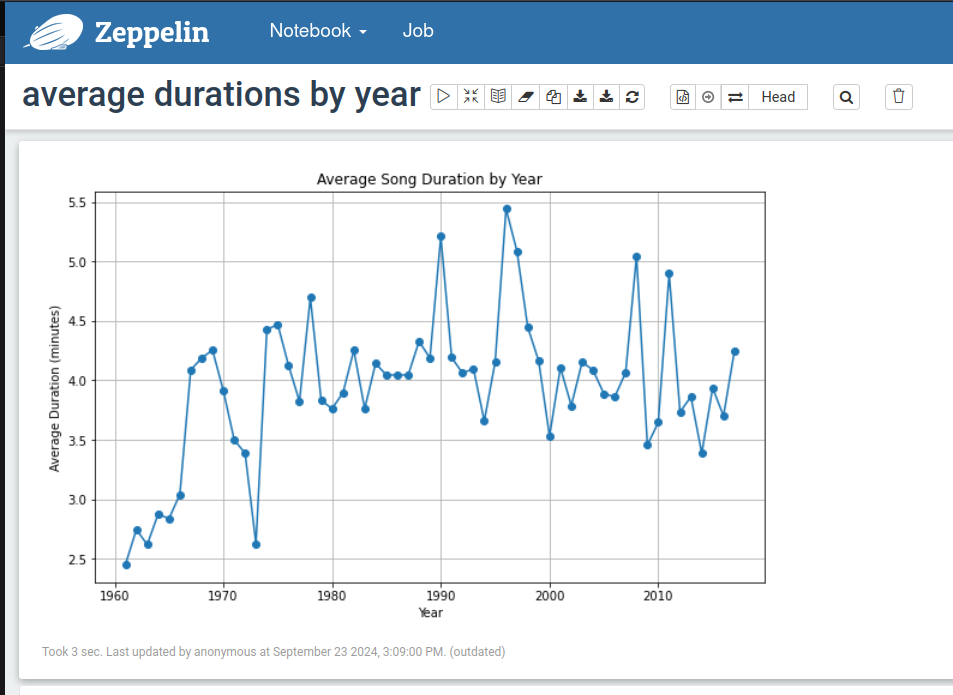 Zeppelin Notebook Job
average durations by year Head
Average Song Duration by Year
5.5
5.0
4.5
4.0
3.5
3.0
2.5
Average Duration (minutes)
1960 1970 1980 1990 2000 2010
Year
Took 3 sec. Last updated by anonymous at September 23 2024, 3:09:00 PM. (outdated)